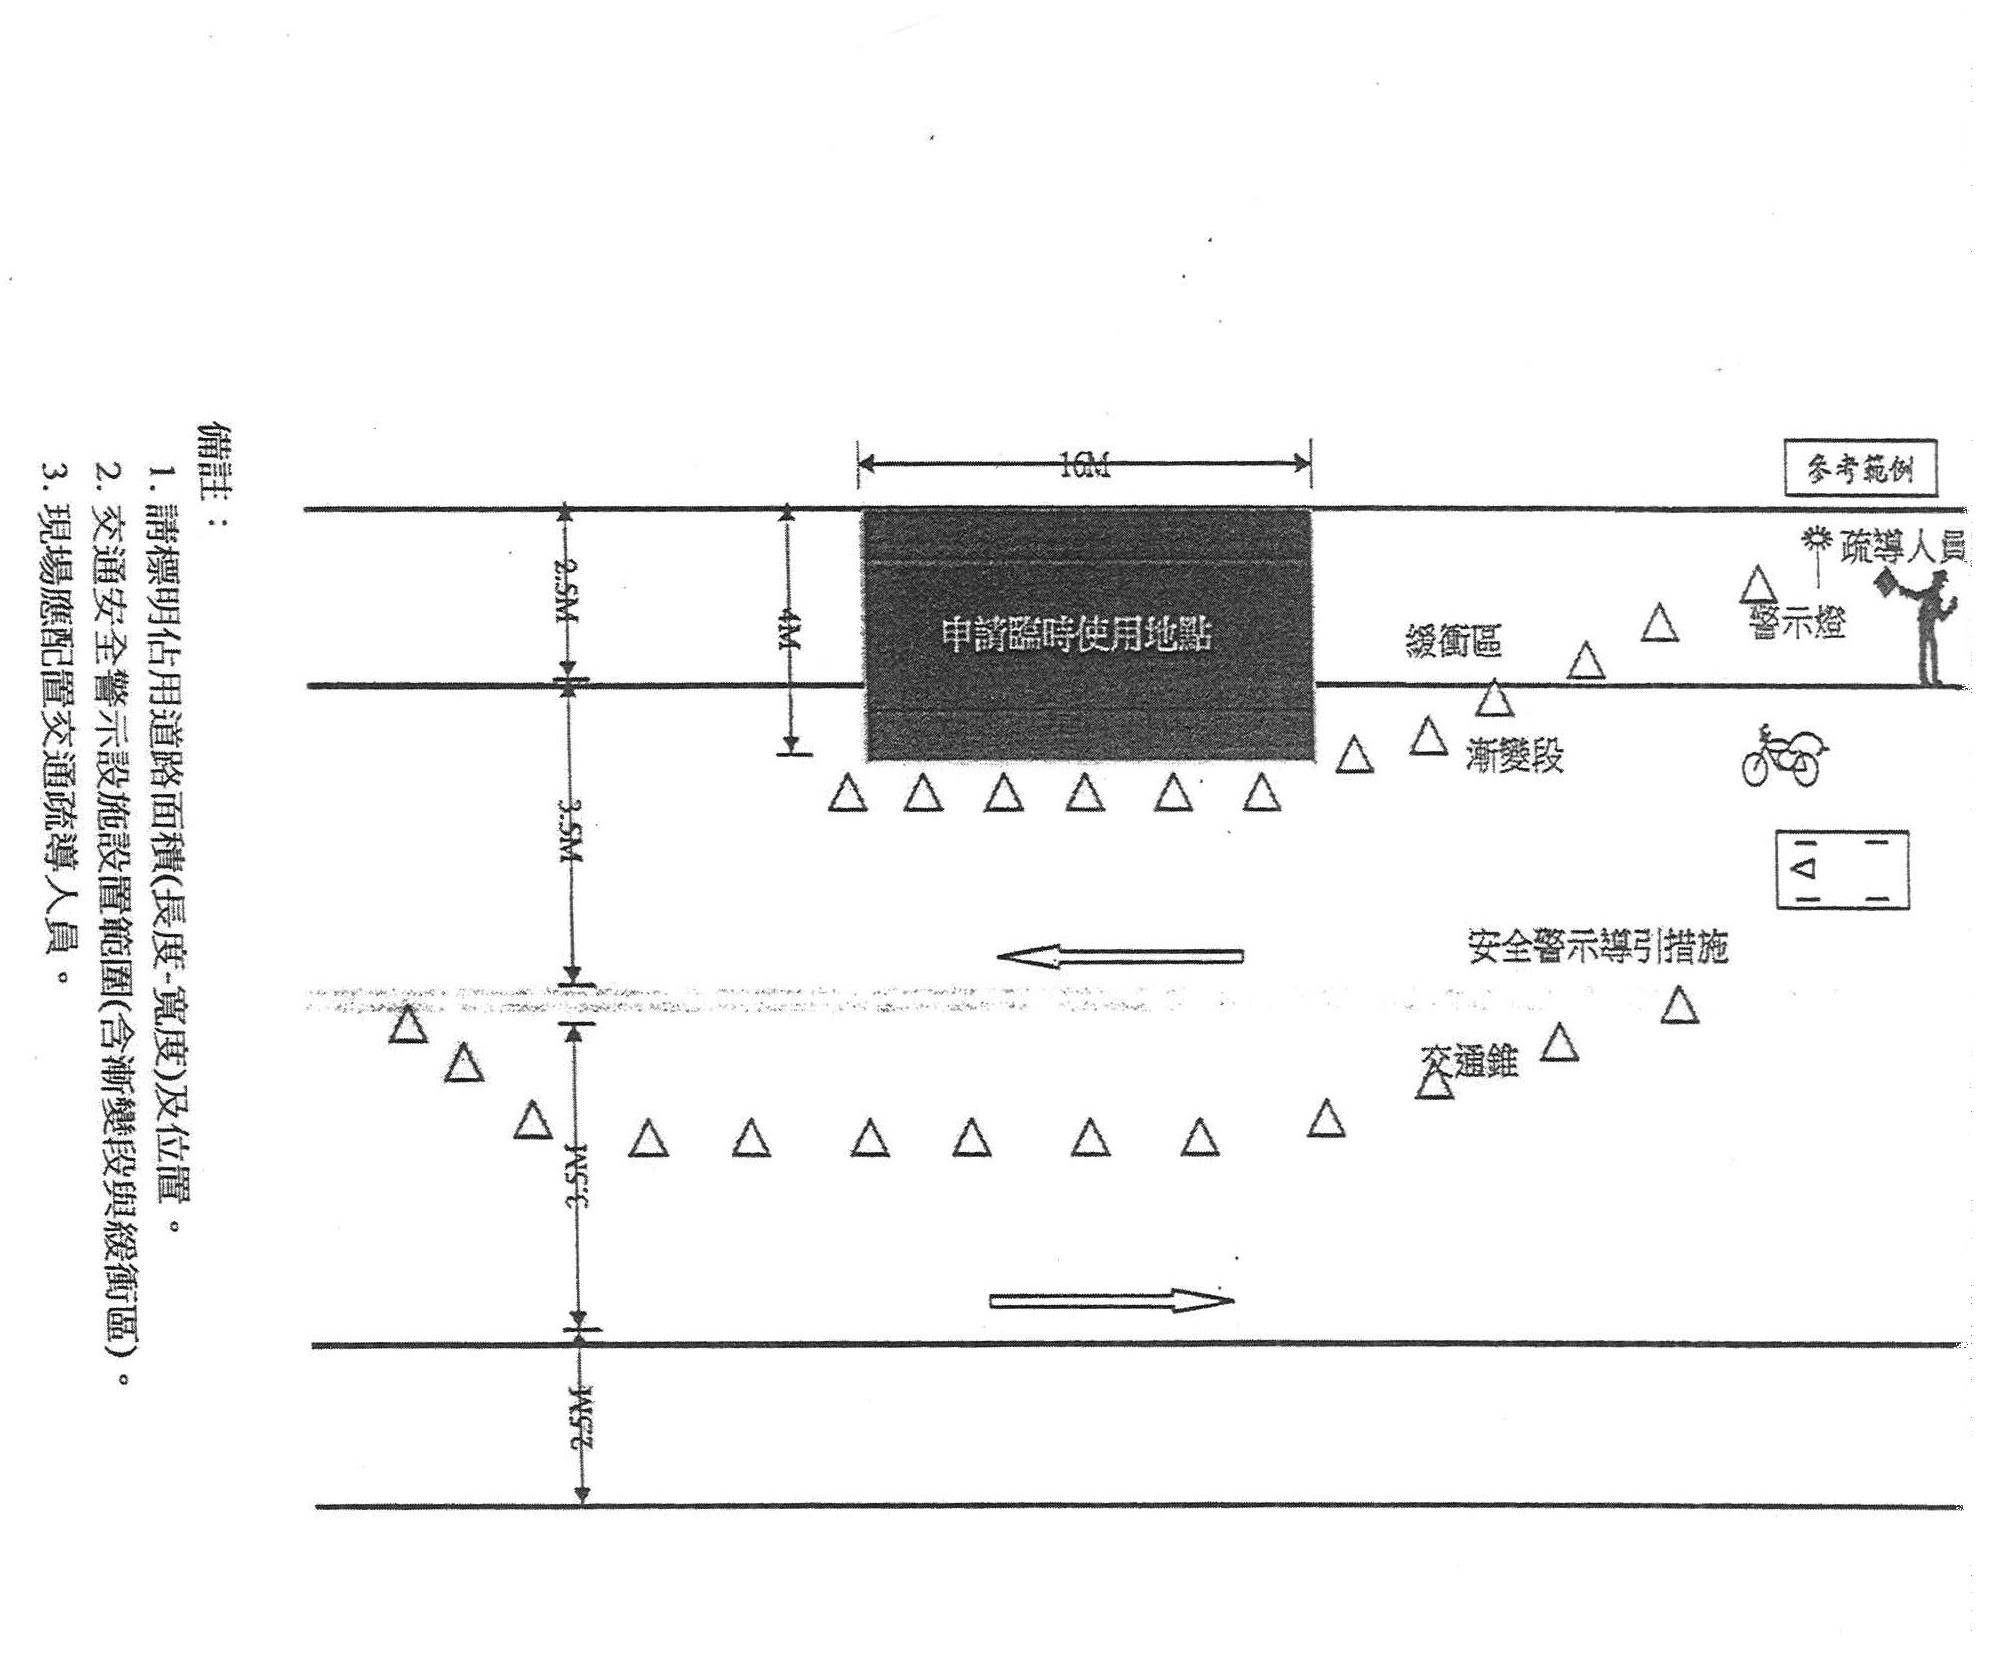 參考範例
16M
疏導人員
警示燈
2.5M
4M
申請臨時使用地點
緩衝區
漸變段
3.5M
安全警示導引措施
交通錐
3.5M
2.5M
備註：
1. 請標明佔用道路面積(長度*寬度)及位置。
2. 交通安全警示設施設置範圍(含漸變段與緩衝區)。
3. 現場應配置交通疏導人員。